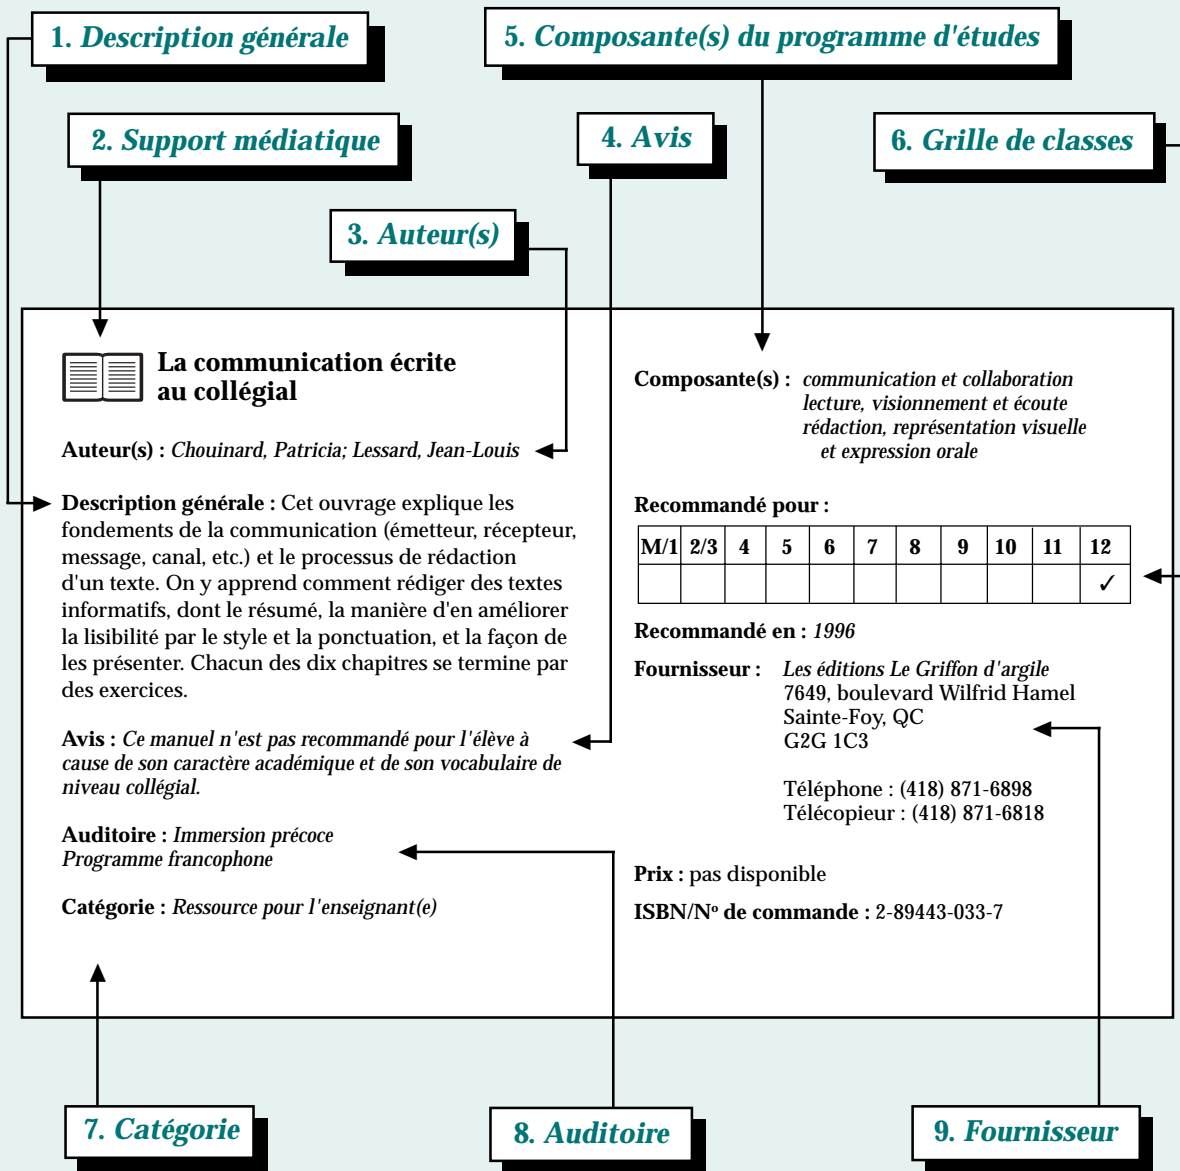 1. Description générale
5. Composante(s) du programme d'études
2. Support médiatique
4. Avis
6. Grille de classes
3. Auteur(s)
La communication écrite
au collégial
Auteur(s) : Chouinard, Patricia; Lessard, Jean-Louis
Description générale : Cet ouvrage explique les
fondements de la communication (émetteur, récepteur,
message, canal, etc.) et le processus de rédaction
d'un texte. On y apprend comment rédiger des textes
informatifs, dont le résumé, la manière d'en améliorer
la lisibilité par le style et la ponctuation, et la façon de
les présenter. Chacun des dix chapitres se termine par
des exercices.
Avis : Ce manuel n'est pas recommandé pour l'élève à
cause de son caractère académique et de son vocabulaire de
niveau collégial.
Auditoire : Immersion précoce
Programme francophone
Catégorie : Ressource pour l'enseignant(e)
Composante(s) : communication et collaboration
lecture, visionnement et écoute
rédaction, représentation visuelle
et expression orale
Recommandé pour :
M/1 2/3 4 5 6 7 8 9 10 11 12
✓
Recommandé en : 1996
Fournisseur : Les éditions Le Griffon d'argile
7649, boulevard Wilfrid Hamel
Sainte-Foy, QC
G2G 1C3
Téléphone : (418) 871-6898
Télécopieur : (418) 871-6818
Prix : pas disponible
ISBN/Nº de commande : 2-89443-033-7
7. Catégorie
8. Auditoire
9. Fournisseur